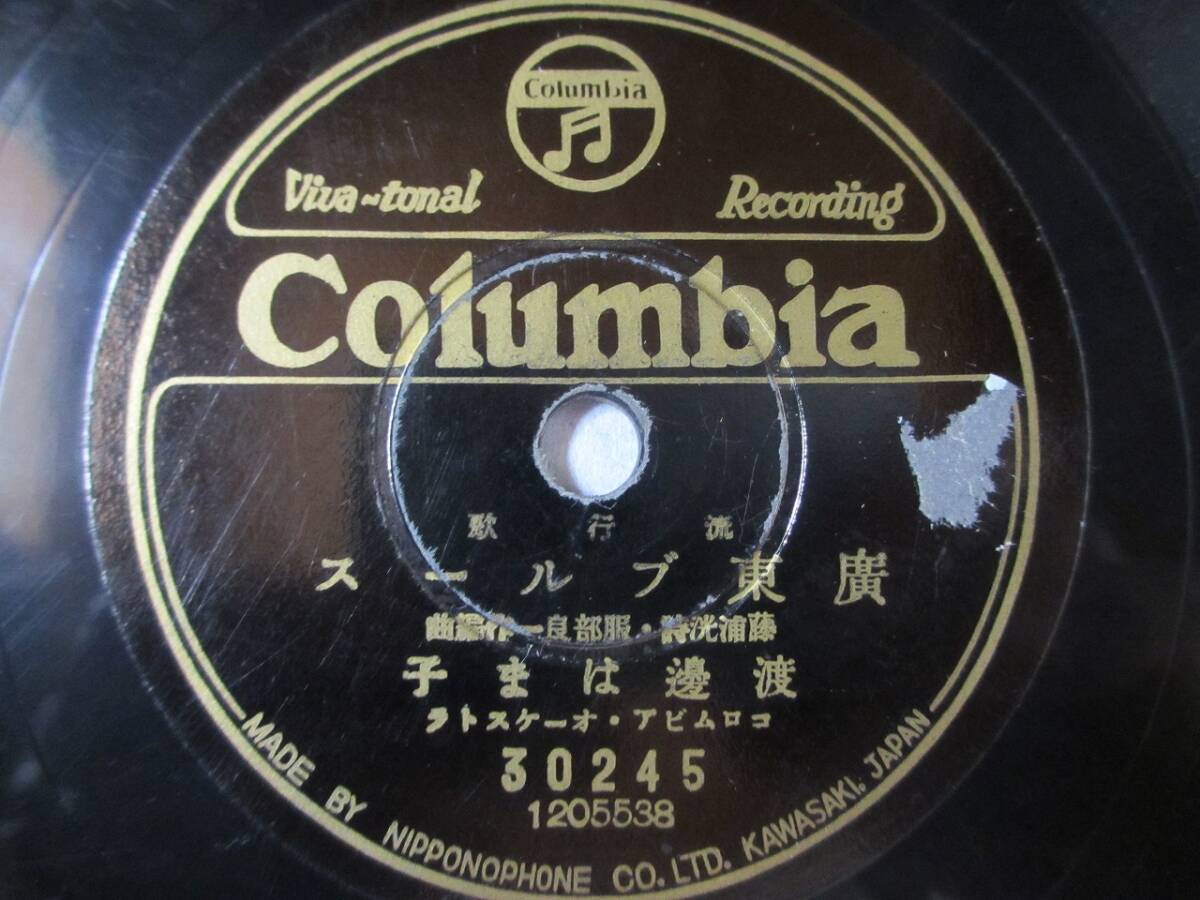 Columbia
Viva-tonal Recording
Columbia
流行歌
廣東ブルース
藤浦洸詩・服部良一作編曲
渡邊はま子
コロムビア・オーケストラ
30245
1205538
MADE BY NIPPONOPHONE CO. LTD. KAWASAKI, JAPAN